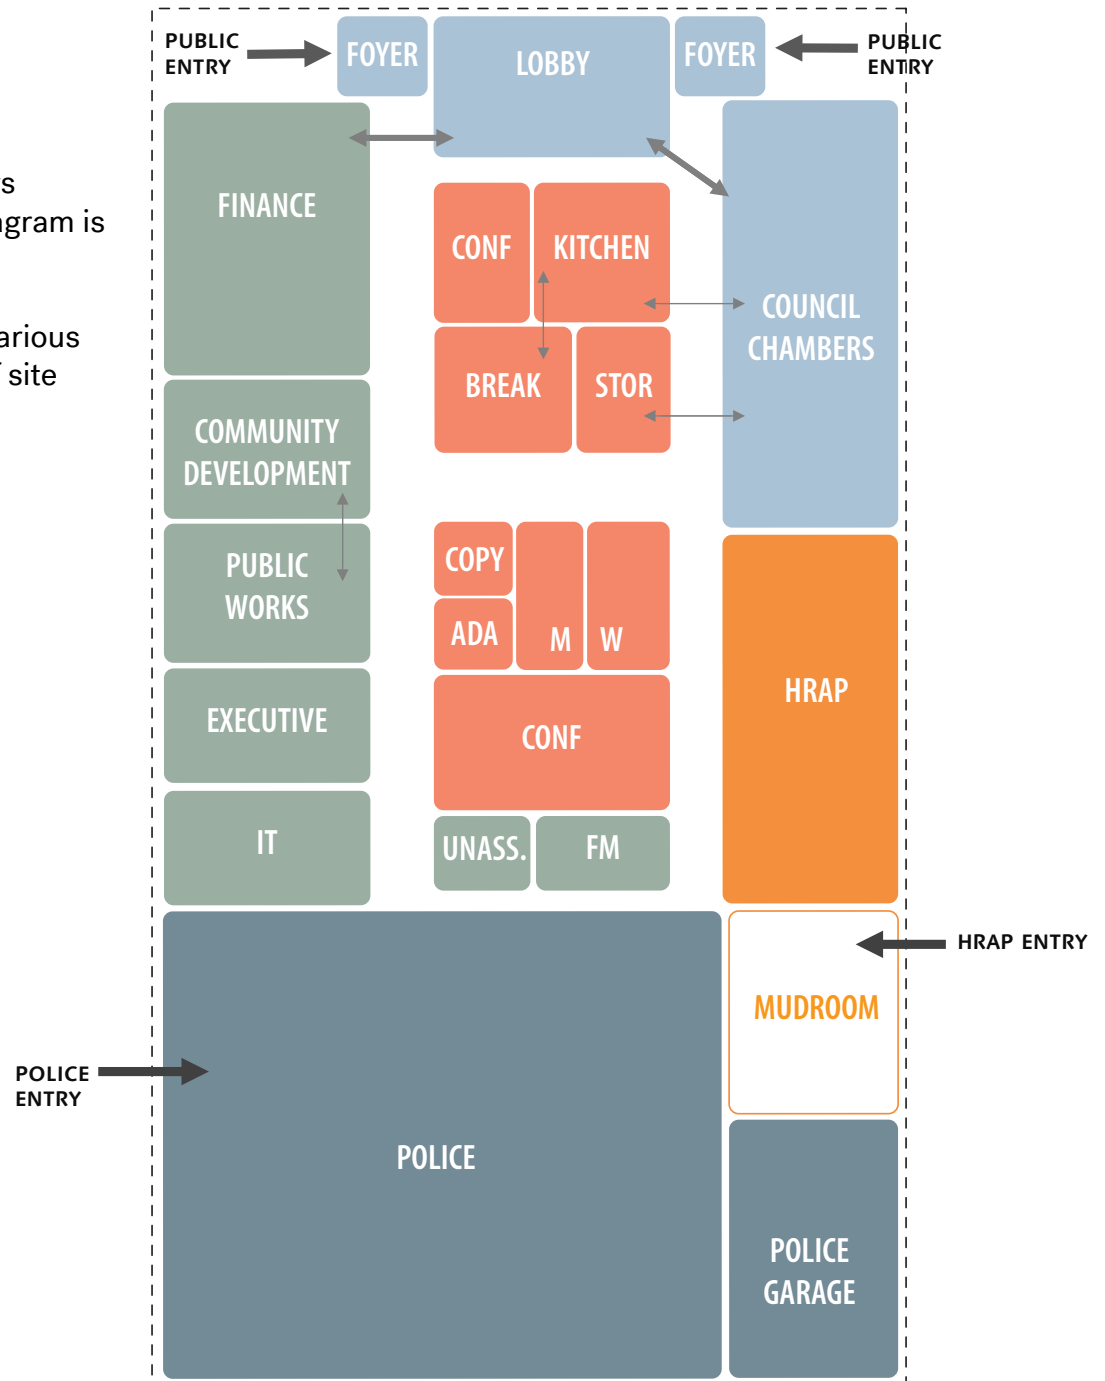 PUBLIC
ENTRY
FOYER
LOBBY
FOYER
PUBLIC
ENTRY
FINANCE
gram is
arious
site
CONF
KITCHEN
COUNCIL
CHAMBERS
BREAK
STOR
COMMUNITY
DEVELOPMENT
PUBLIC
WORKS
COPY
ADA
M
W
HRAP
EXECUTIVE
CONF
IT
UNASS.
FM
HRAP ENTRY
MUDROOM
POLICE
ENTRY
POLICE
POLICE
GARAGE